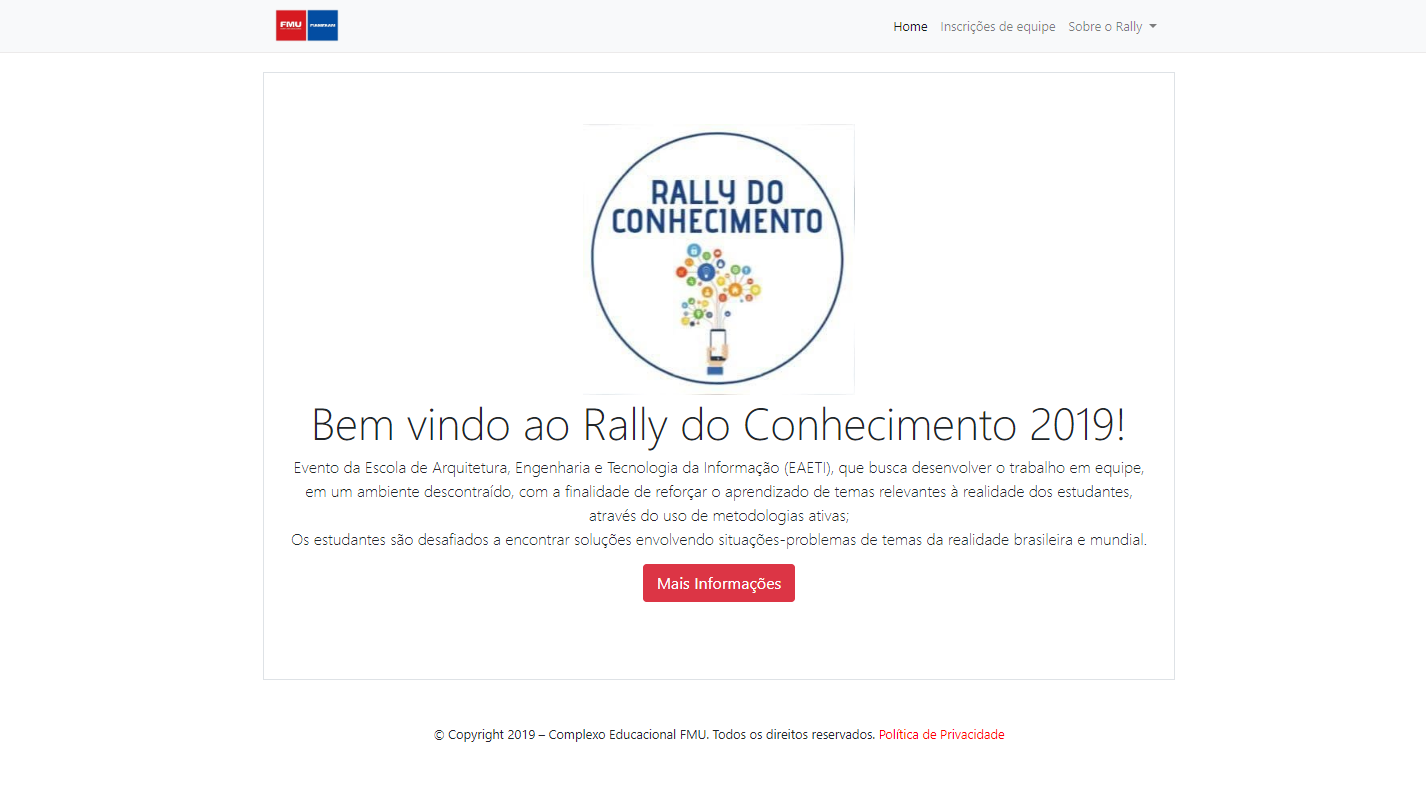 FMU
FIAMFAAM
Home
Inscrições de equipe
Sobre o Rally
RALLY DO
CONHECIMENTO
Bem vindo ao Rally do Conhecimento 2019!
Evento da Escola de Arquitetura, Engenharia e Tecnologia da Informação (EAETI), que busca desenvolver o trabalho em equipe,
em um ambiente descontraído, com a finalidade de reforçar o aprendizado de temas relevantes à realidade dos estudantes,
através do uso de metodologias ativas;
Os estudantes são desafiados a encontrar soluções envolvendo situações-problemas de temas da realidade brasileira e mundial.
Mais Informações
© Copyright 2019 – Complexo Educacional FMU. Todos os direitos reservados. Política de Privacidade